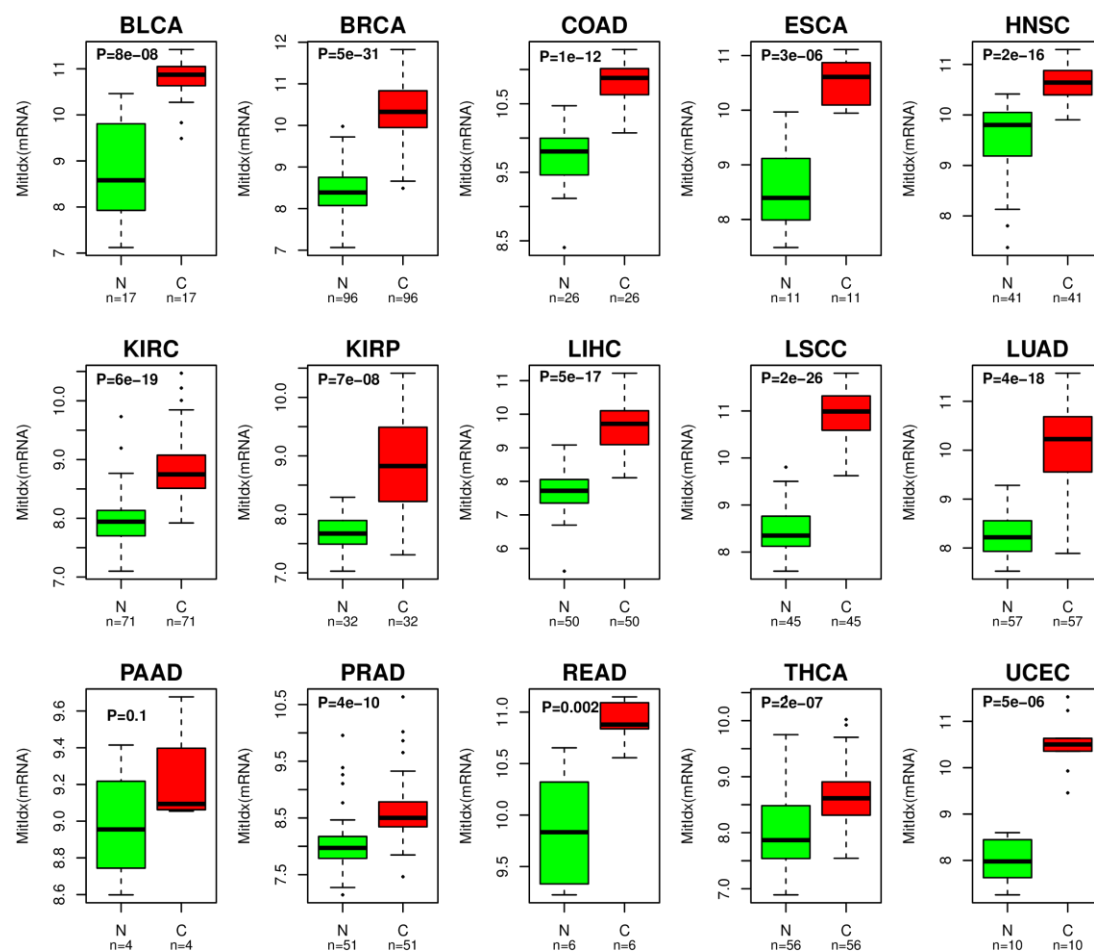 BLCA
P=8e−08
MitIdx(mRNA)
11
10
9
8
7
N C
n=17 n=17
BRCA
P=5e−31
MitIdx(mRNA)
12
11
10
9
8
7
N C
n=96 n=96
COAD
P=1e−12
MitIdx(mRNA)
10.5
9.5
8.5
N C
n=26 n=26
ESCA
P=3e−06
MitIdx(mRNA)
11
10
9
8
N C
n=11 n=11
HNSC
P=2e−16
MitIdx(mRNA)
11
10
9
8
N C
n=41 n=41
KIRC
P=6e−19
MitIdx(mRNA)
10.0
9.0
8.0
7.0
N C
n=71 n=71
KIRP
P=7e−08
MitIdx(mRNA)
10.0
9.0
8.0
7.0
N C
n=32 n=32
LIHC
P=5e−17
MitIdx(mRNA)
11
10
9
8
6
N C
n=50 n=50
LSCC
P=2e−26
MitIdx(mRNA)
11
10
9
8
N C
n=45 n=45
LUAD
P=4e−18
MitIdx(mRNA)
11
10
9
8
N C
n=57 n=57
PAAD
P=0.1
MitIdx(mRNA)
9.6
9.4
9.2
9.0
8.8
8.6
N C
n=4 n=4
PRAD
P=4e−10
MitIdx(mRNA)
10.5
9.5
8.5
7.5
N C
n=51 n=51
READ
P=0.002
MitIdx(mRNA)
11.0
10.5
10.0
9.5
N C
n=6 n=6
THCA
P=2e−07
MitIdx(mRNA)
10.0
9.0
8.0
7.0
N C
n=56 n=56
UCEC
P=5e−06
MitIdx(mRNA)
11
10
9
8
N C
n=10 n=10